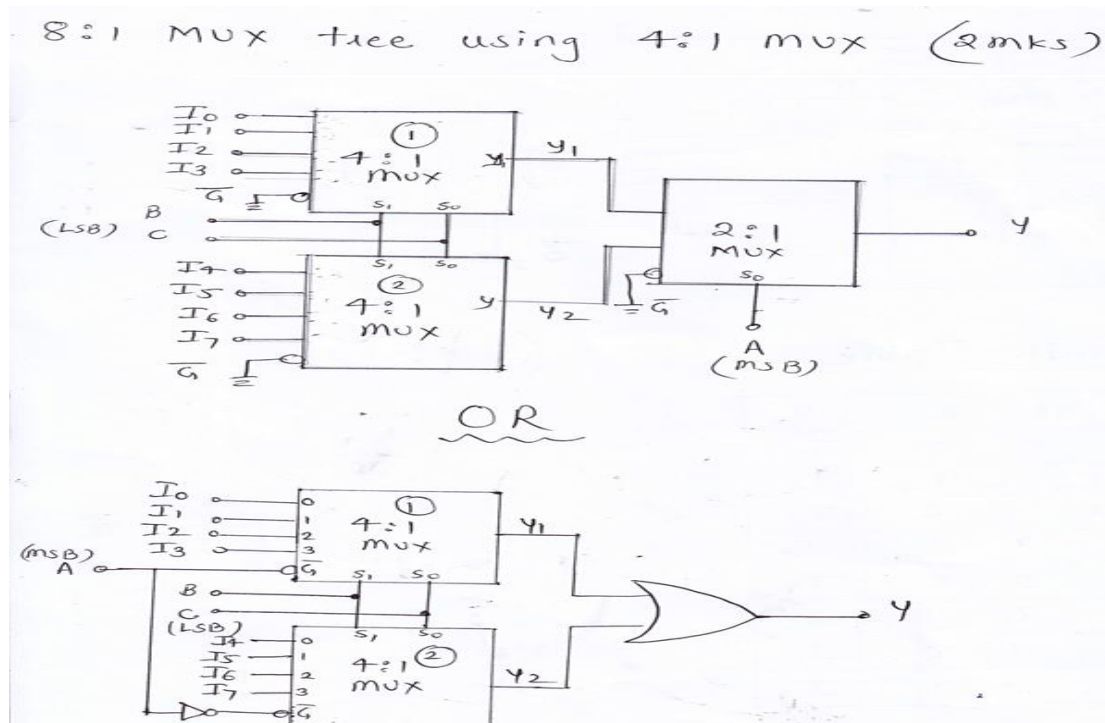 8:1 MUX tree using 4:1 mux (2mks)
I0
I1
I2
I3
G̅
1
4:1
mux
Y1
S1 S0
y1
B
(LSB) C
2:1
MUX
S0
Y
A
(MSB)
G̅
I4
I5
I6
I7
G̅
S1 S0
2
4:1
mux
y
y2
OR
I0
I1
I2
I3
(MSB)
A
0
1
2
3
G̅
1
4:1
mux
S1 S0
y1
B
C
(LSB)
I4
I5
I6
I7
0
1
2
3
G̅
S1 S0
4:1 2
mux
y2
Y